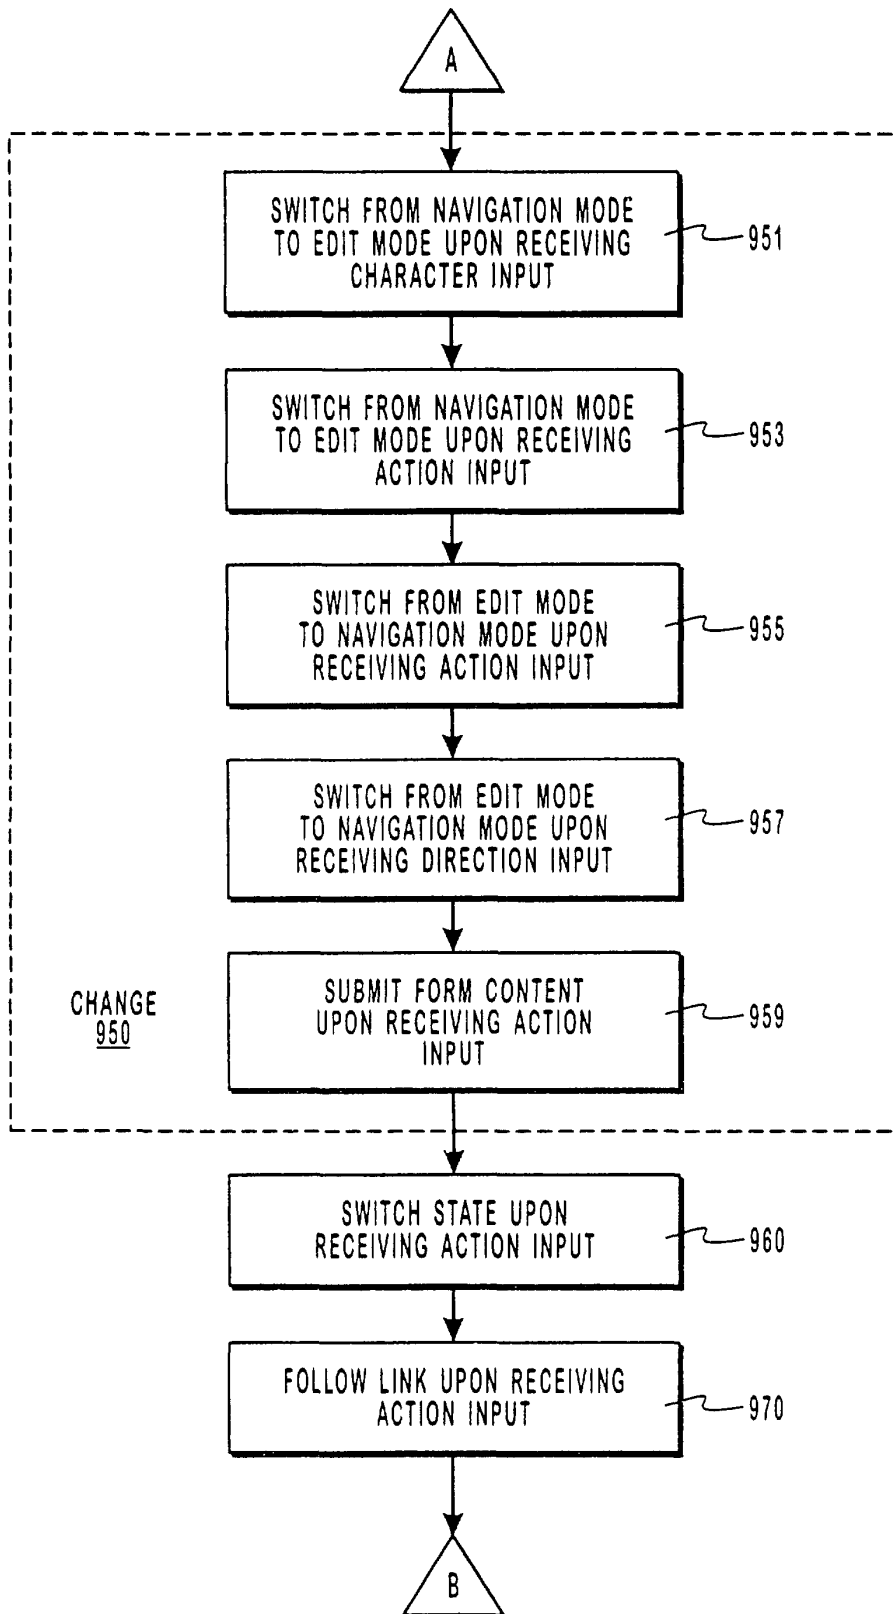 A
SWITCH FROM NAVIGATION MODE
TO EDIT MODE UPON RECEIVING
CHARACTER INPUT
951
SWITCH FROM NAVIGATION MODE
TO EDIT MODE UPON RECEIVING
ACTION INPUT
953
SWITCH FROM EDIT MODE
TO NAVIGATION MODE UPON
RECEIVING ACTION INPUT
955
SWITCH FROM EDIT MODE
TO NAVIGATION MODE UPON
RECEIVING DIRECTION INPUT
957
CHANGE
950
SUBMIT FORM CONTENT
UPON RECEIVING ACTION
INPUT
959
SWITCH STATE UPON
RECEIVING ACTION INPUT
960
FOLLOW LINK UPON RECEIVING
ACTION INPUT
970
B